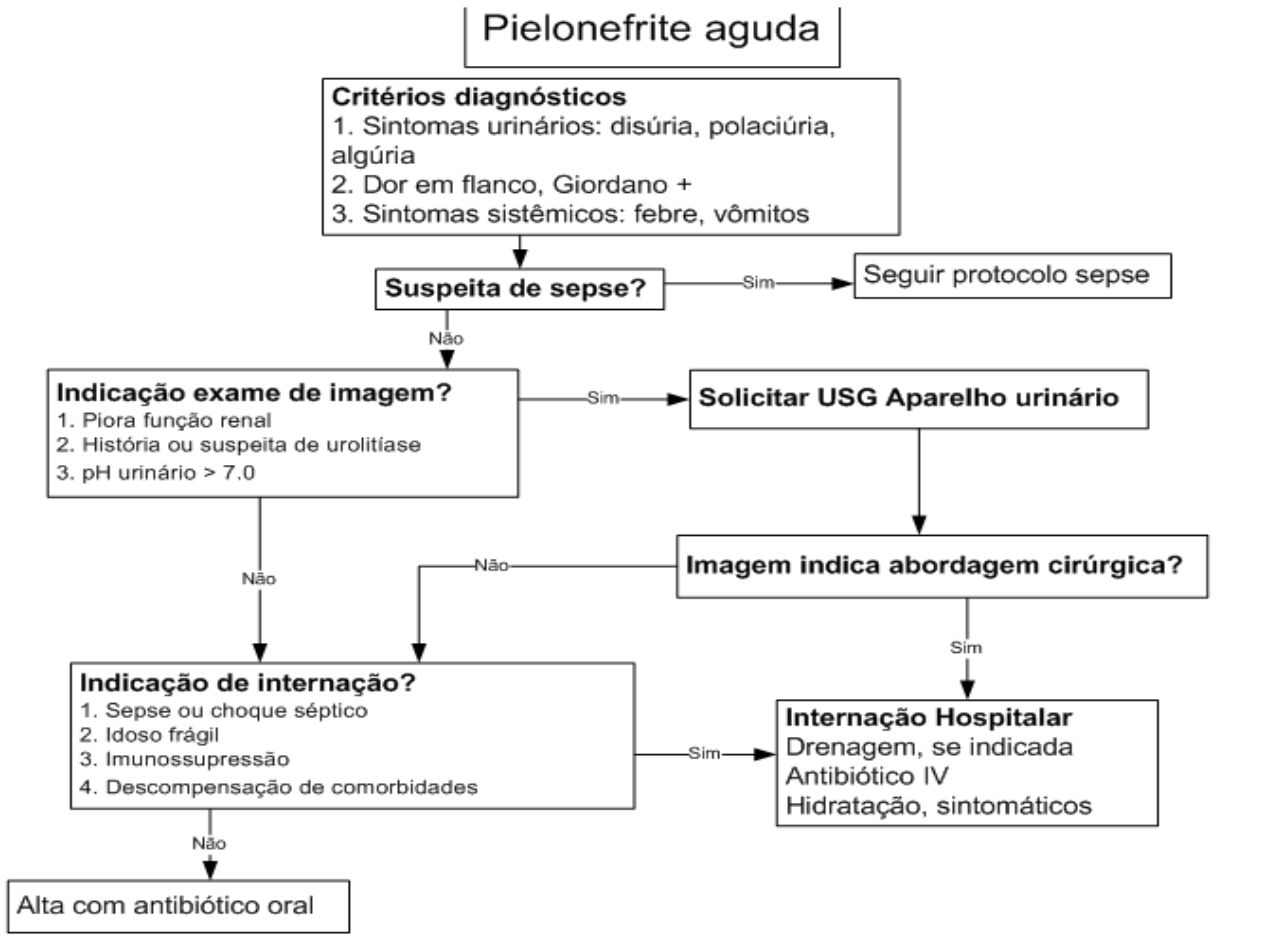 Pielonefrite aguda
Critérios diagnósticos
1. Sintomas urinários: disúria, polaciúria,
algúria
2. Dor em flanco, Giordano +
3. Sintomas sistêmicos: febre, vômitos
Suspeita de sepse?
Sim
Seguir protocolo sepse
Não
Indicação exame de imagem?
1. Piora função renal
2. História ou suspeita de urolitíase
3. pH urinário > 7.0
Sim
Solicitar USG Aparelho urinário
Não
Imagem indica abordagem cirúrgica?
Não
Sim
Indicação de internação?
1. Sepse ou choque séptico
2. Idoso frágil
3. Imunossupressão
4. Descompensação de comorbidades
Sim
Internação Hospitalar
Drenagem, se indicada
Antibiótico IV
Hidratação, sintomáticos
Não
Alta com antibiótico oral